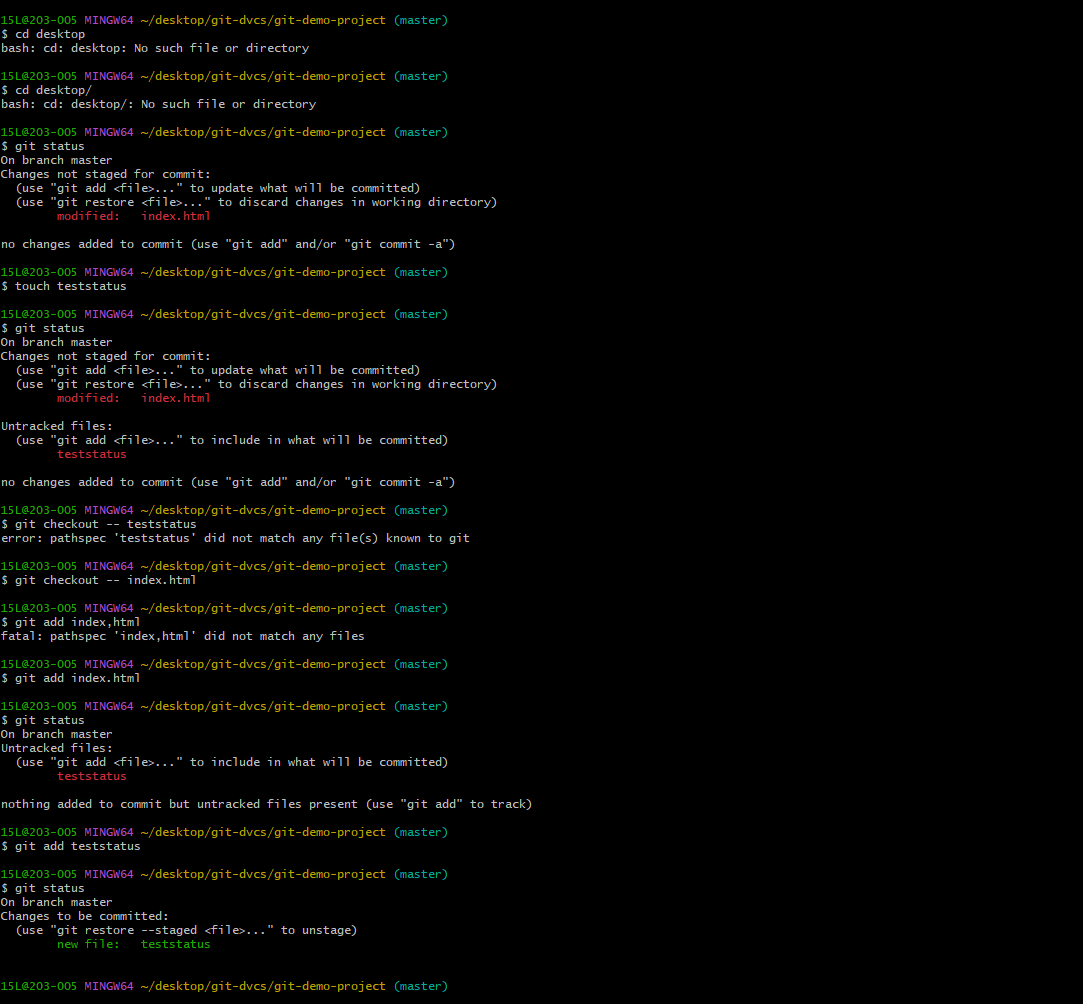 15L@203-005 MINGW64 ~/desktop/git-dvcs/git-demo-project (master)
$ cd desktop
bash: cd: desktop: No such file or directory
15L@203-005 MINGW64 ~/desktop/git-dvcs/git-demo-project (master)
$ cd desktop/
bash: cd: desktop/: No such file or directory
15L@203-005 MINGW64 ~/desktop/git-dvcs/git-demo-project (master)
$ git status
On branch master
Changes not staged for commit:
  (use "git add <file>..." to update what will be committed)
  (use "git restore <file>..." to discard changes in working directory)
        modified:   index.html
no changes added to commit (use "git add" and/or "git commit -a")
15L@203-005 MINGW64 ~/desktop/git-dvcs/git-demo-project (master)
$ touch teststatus
15L@203-005 MINGW64 ~/desktop/git-dvcs/git-demo-project (master)
$ git status
On branch master
Changes not staged for commit:
  (use "git add <file>..." to update what will be committed)
  (use "git restore <file>..." to discard changes in working directory)
        modified:   index.html
Untracked files:
  (use "git add <file>..." to include in what will be committed)
        teststatus
no changes added to commit (use "git add" and/or "git commit -a")
15L@203-005 MINGW64 ~/desktop/git-dvcs/git-demo-project (master)
$ git checkout -- teststatus
error: pathspec 'teststatus' did not match any file(s) known to git
15L@203-005 MINGW64 ~/desktop/git-dvcs/git-demo-project (master)
$ git checkout -- index.html
15L@203-005 MINGW64 ~/desktop/git-dvcs/git-demo-project (master)
$ git add index,html
fatal: pathspec 'index,html' did not match any files
15L@203-005 MINGW64 ~/desktop/git-dvcs/git-demo-project (master)
$ git add index.html
15L@203-005 MINGW64 ~/desktop/git-dvcs/git-demo-project (master)
$ git status
On branch master
Untracked files:
  (use "git add <file>..." to include in what will be committed)
        teststatus
nothing added to commit but untracked files present (use "git add" to track)
15L@203-005 MINGW64 ~/desktop/git-dvcs/git-demo-project (master)
$ git add teststatus
15L@203-005 MINGW64 ~/desktop/git-dvcs/git-demo-project (master)
$ git status
On branch master
Changes to be committed:
  (use "git restore --staged <file>..." to unstage)
        new file:   teststatus
15L@203-005 MINGW64 ~/desktop/git-dvcs/git-demo-project (master)